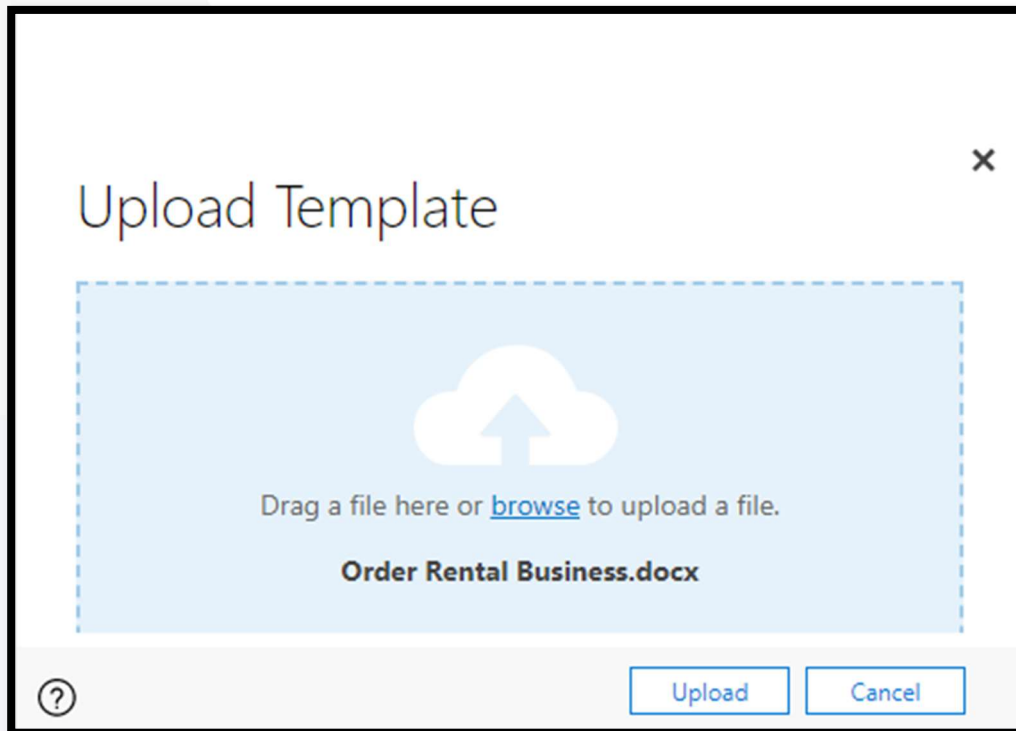 Upload Template
Drag a file here or browse to upload a file.
Order Rental Business.docx
Upload
Cancel